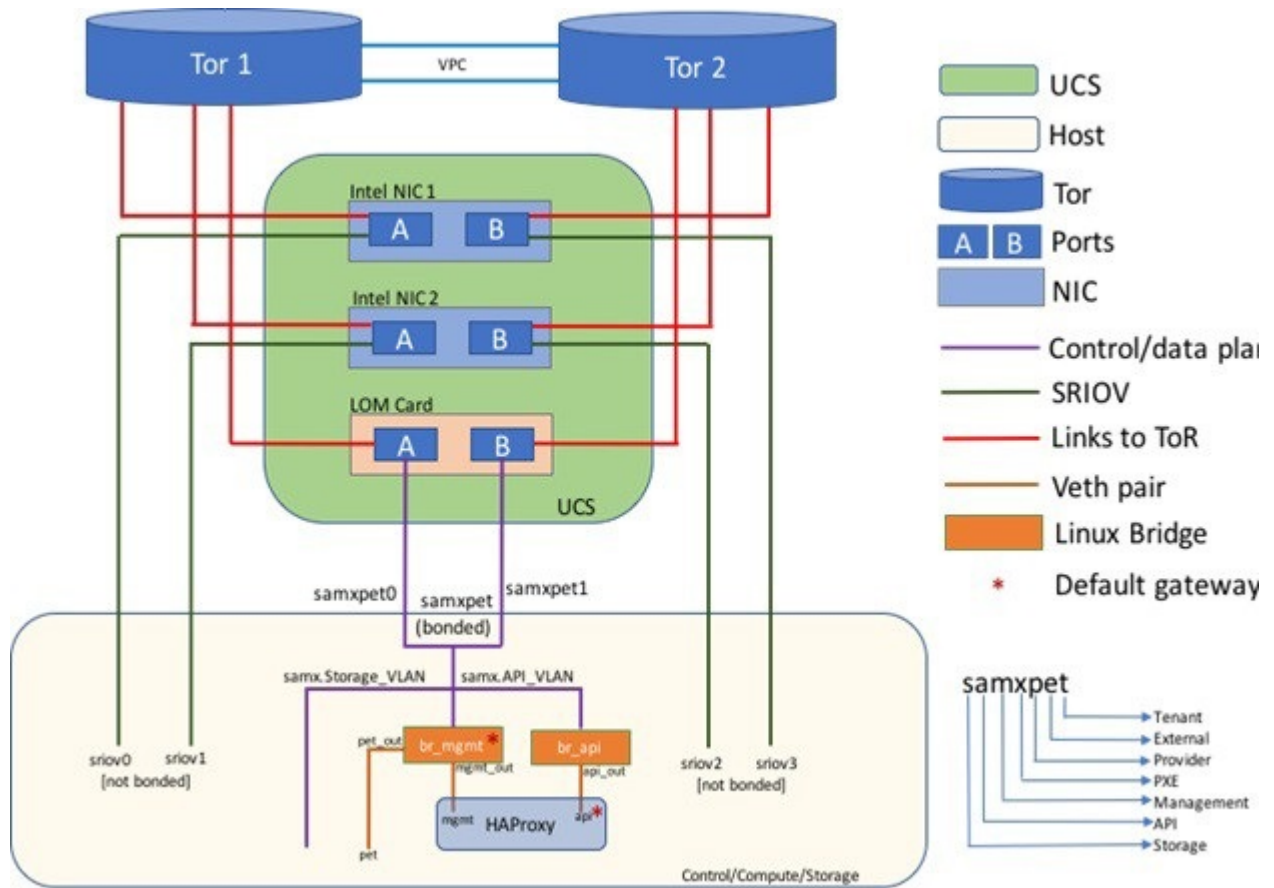 Tor 1
VPC
Tor 2
UCS
Host
Tor
A B Ports
NIC
Control/data plan
SRIOV
Links to ToR
Veth pair
Linux Bridge
* Default gateway
Intel NIC 1
A B
Intel NIC 2
A B
LOM Card
A B
UCS
samxpet0
samxpet
(bonded)
samxpet1
samx.Storage_VLAN
samx.API_VLAN
pet_out
br_mgmt*
br_api
mgmt_out
api_out
mgmt
HAProxy
api*
pet
sriov0
sriov1
[not bonded]
sriov2
sriov3
[not bonded]
Control/Compute/Storage
samxpet
Tenant
External
Provider
PXE
Management
API
Storage